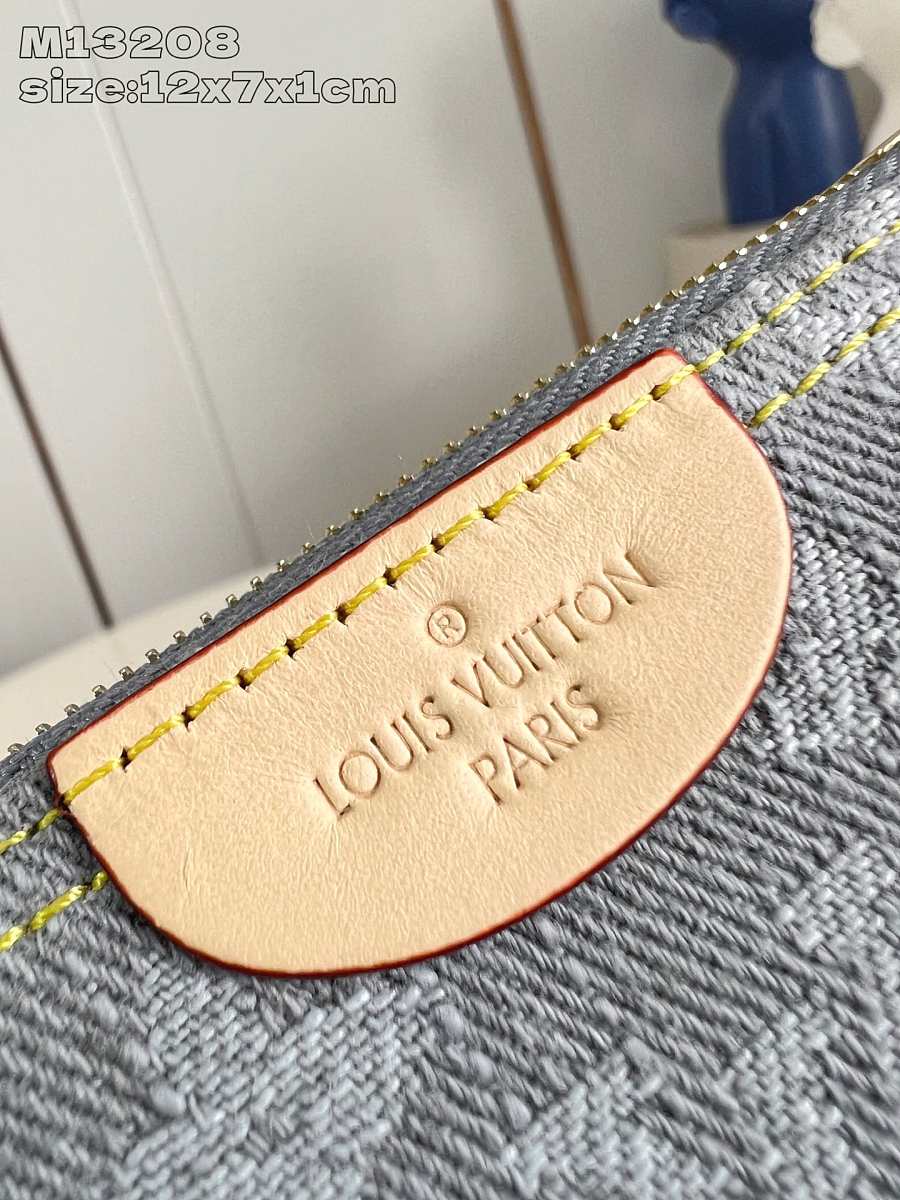 M13208
size:12x7x1cm
®
LOUIS VUITTON
PARIS